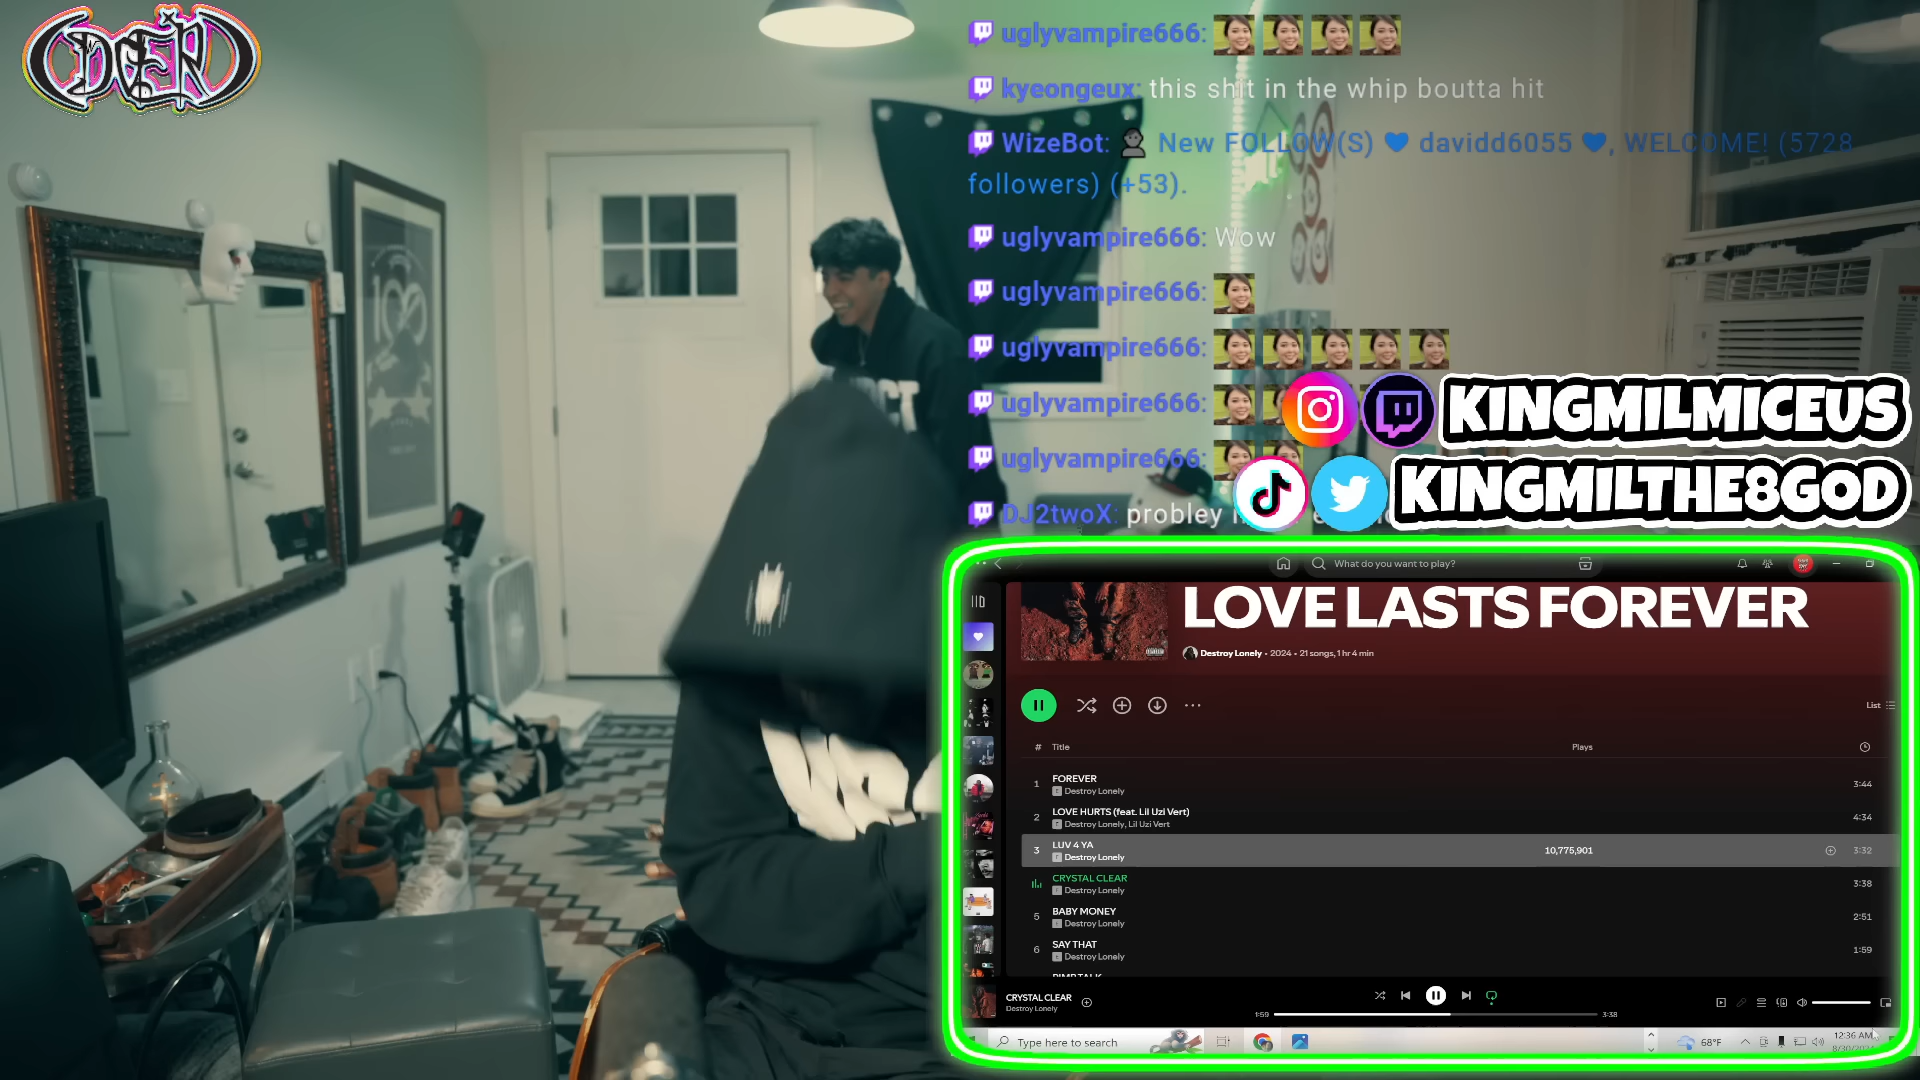 uglyvampire666:
kyeongeux: this shit in the whip boutta hit
WizeBot: New FOLLOW(S) davidd6055, WELCOME! (5728
followers) (+53).
uglyvampire666: Wow
uglyvampire666:
uglyvampire666:
uglyvampire666:
uglyvampire666:
DJ2twoX: probley
KINGMILMICEUS
KINGMILTHE8GOD
What do you want to play?
LOVE LASTS FOREVER
Destroy Lonely • 2024 • 21 songs, 1 hr 4 min
List
# Title Plays
1 FOREVER 3:44
E Destroy Lonely
2 LOVE HURTS (feat. Lil Uzi Vert) 4:34
E Destroy Lonely, Lil Uzi Vert
3 LUV 4 YA 10,775,901 3:32
E Destroy Lonely
CRYSTAL CLEAR 3:38
E Destroy Lonely
5 BABY MONEY 2:51
E Destroy Lonely
6 SAY THAT 1:59
E Destroy Lonely
CRYSTAL CLEAR
Destroy Lonely
1:59 3:38
Type here to search
68°F
12:36 AM